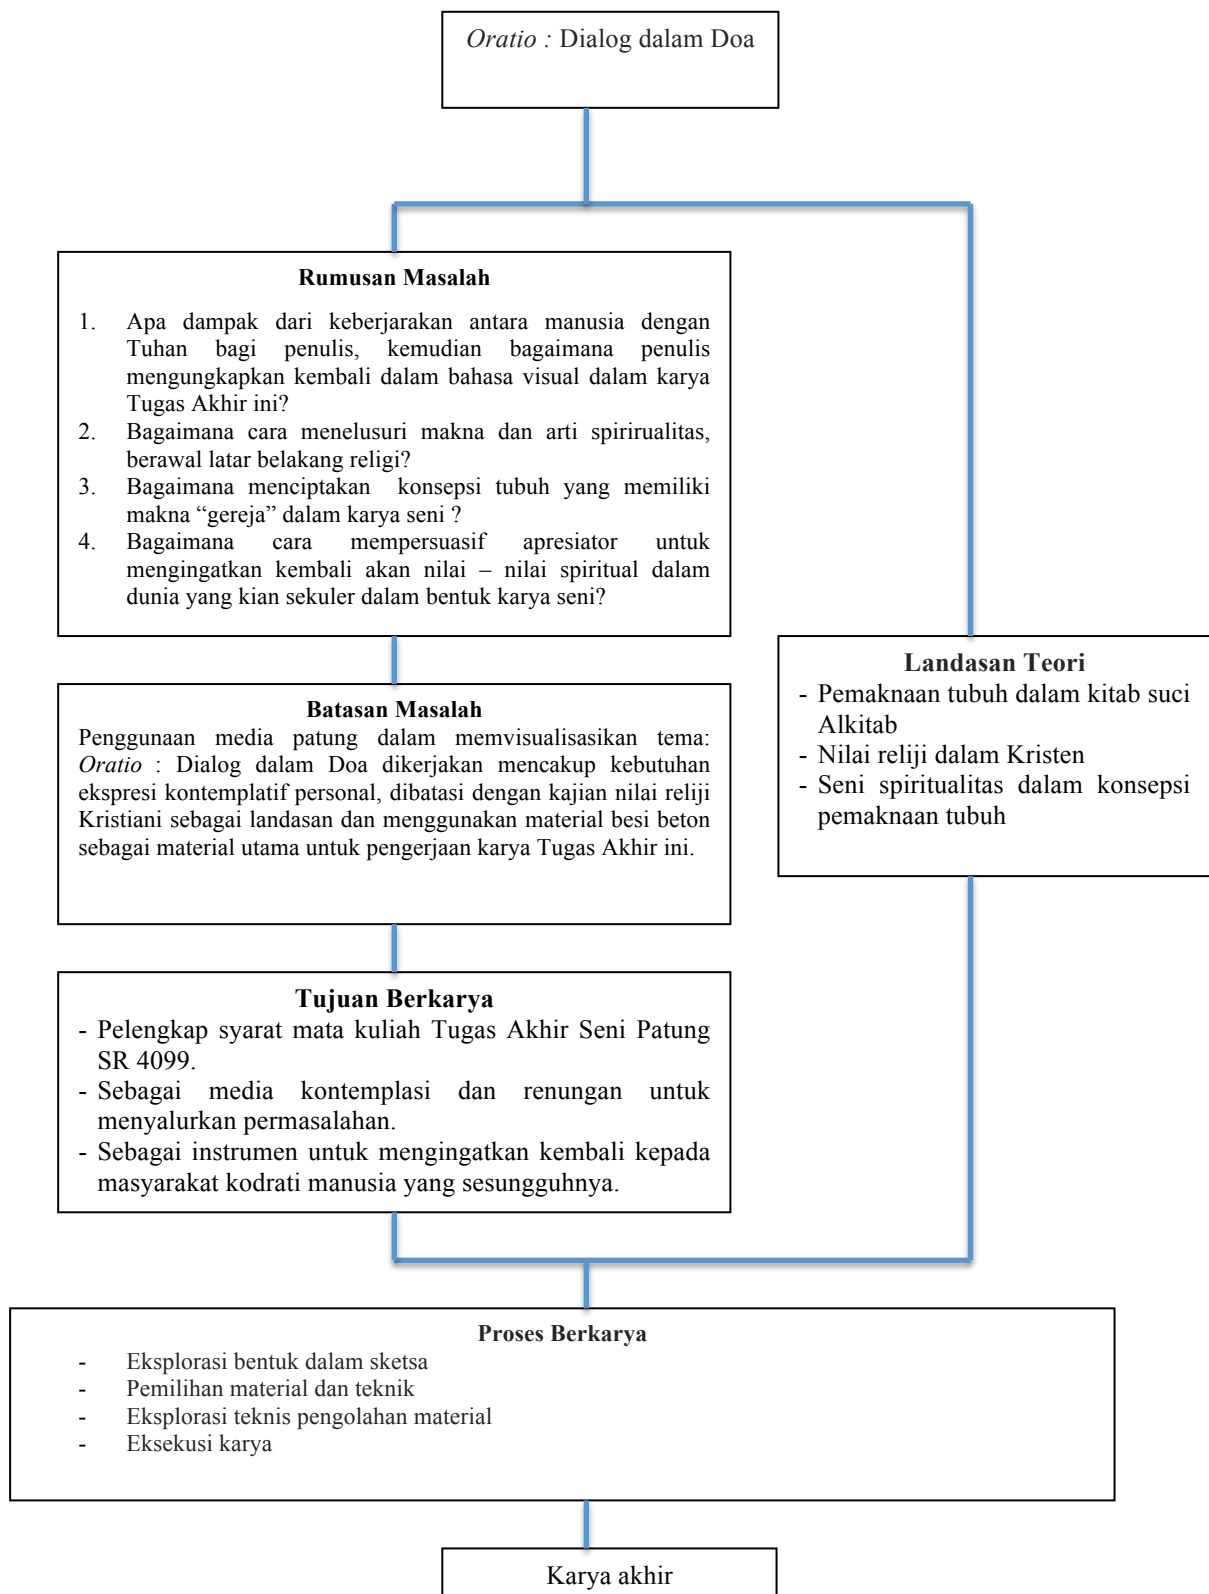 Oratio : Dialog dalam Doa
Rumusan Masalah
1. Apa dampak dari keberjarakan antara manusia dengan
Tuhan bagi penulis, kemudian bagaimana penulis
mengungkapkan kembali dalam bahasa visual dalam karya
Tugas Akhir ini?
2. Bagaimana cara menelusuri makna dan arti spirirualitas,
berawal latar belakang religi?
3. Bagaimana menciptakan konsepsi tubuh yang memiliki
makna “gereja” dalam karya seni ?
4. Bagaimana cara mempersuasif apresiator untuk
mengingatkan kembali akan nilai – nilai spiritual dalam
dunia yang kian sekuler dalam bentuk karya seni?
Landasan Teori
- Pemaknaan tubuh dalam kitab suci
Alkitab
- Nilai reliji dalam Kristen
- Seni spiritualitas dalam konsepsi
pemaknaan tubuh
Batasan Masalah
Penggunaan media patung dalam memvisualisasikan tema:
Oratio : Dialog dalam Doa dikerjakan mencakup kebutuhan
ekspresi kontemplatif personal, dibatasi dengan kajian nilai reliji
Kristiani sebagai landasan dan menggunakan material besi beton
sebagai material utama untuk pengerjaan karya Tugas Akhir ini.
Tujuan Berkarya
- Pelengkap syarat mata kuliah Tugas Akhir Seni Patung
SR 4099.
- Sebagai media kontemplasi dan renungan untuk
menyalurkan permasalahan.
- Sebagai instrumen untuk mengingatkan kembali kepada
masyarakat kodrati manusia yang sesungguhnya.
Proses Berkarya
- Eksplorasi bentuk dalam sketsa
- Pemilihan material dan teknik
- Eksplorasi teknis pengolahan material
- Eksekusi karya
Karya akhir